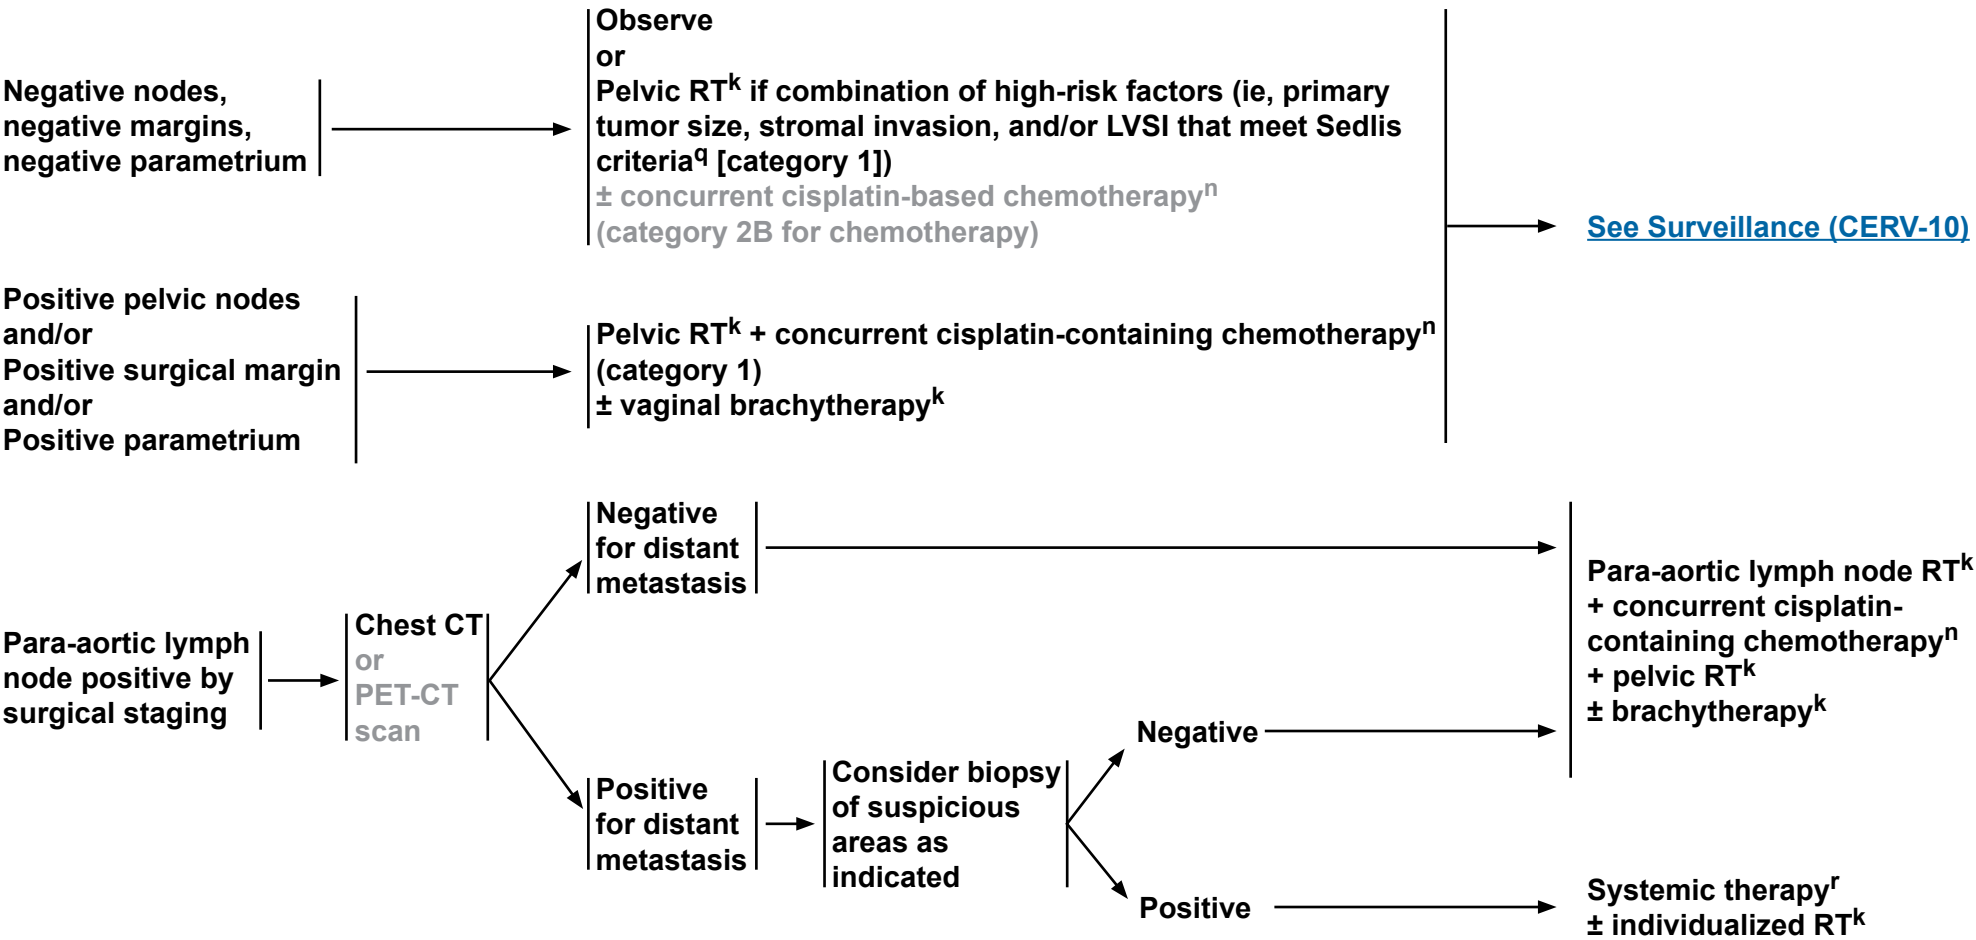 Negative nodes,
negative margins,
negative parametrium
Observe
or
Pelvic RTᵏ if combination of high-risk factors (ie, primary
tumor size, stromal invasion, and/or LVSI that meet Sedlis
criteria<sup>q</sup> [category 1])
± concurrent cisplatin-based chemotherapyⁿ
(category 2B for chemotherapy)
See Surveillance (CERV-10)
Positive pelvic nodes
and/or
Positive surgical margin
and/or
Positive parametrium
Pelvic RTᵏ + concurrent cisplatin-containing chemotherapyⁿ
(category 1)
± vaginal brachytherapyᵏ
Para-aortic lymph
node positive by
surgical staging
Chest CT
or
PET-CT
scan
Negative
for distant
metastasis
Positive
for distant
metastasis
Consider biopsy
of suspicious
areas as
indicated
Negative
Positive
Para-aortic lymph node RTᵏ
+ concurrent cisplatin-
containing chemotherapyⁿ
+ pelvic RTᵏ
± brachytherapyᵏ
Systemic therapyʳ
± individualized RTᵏ